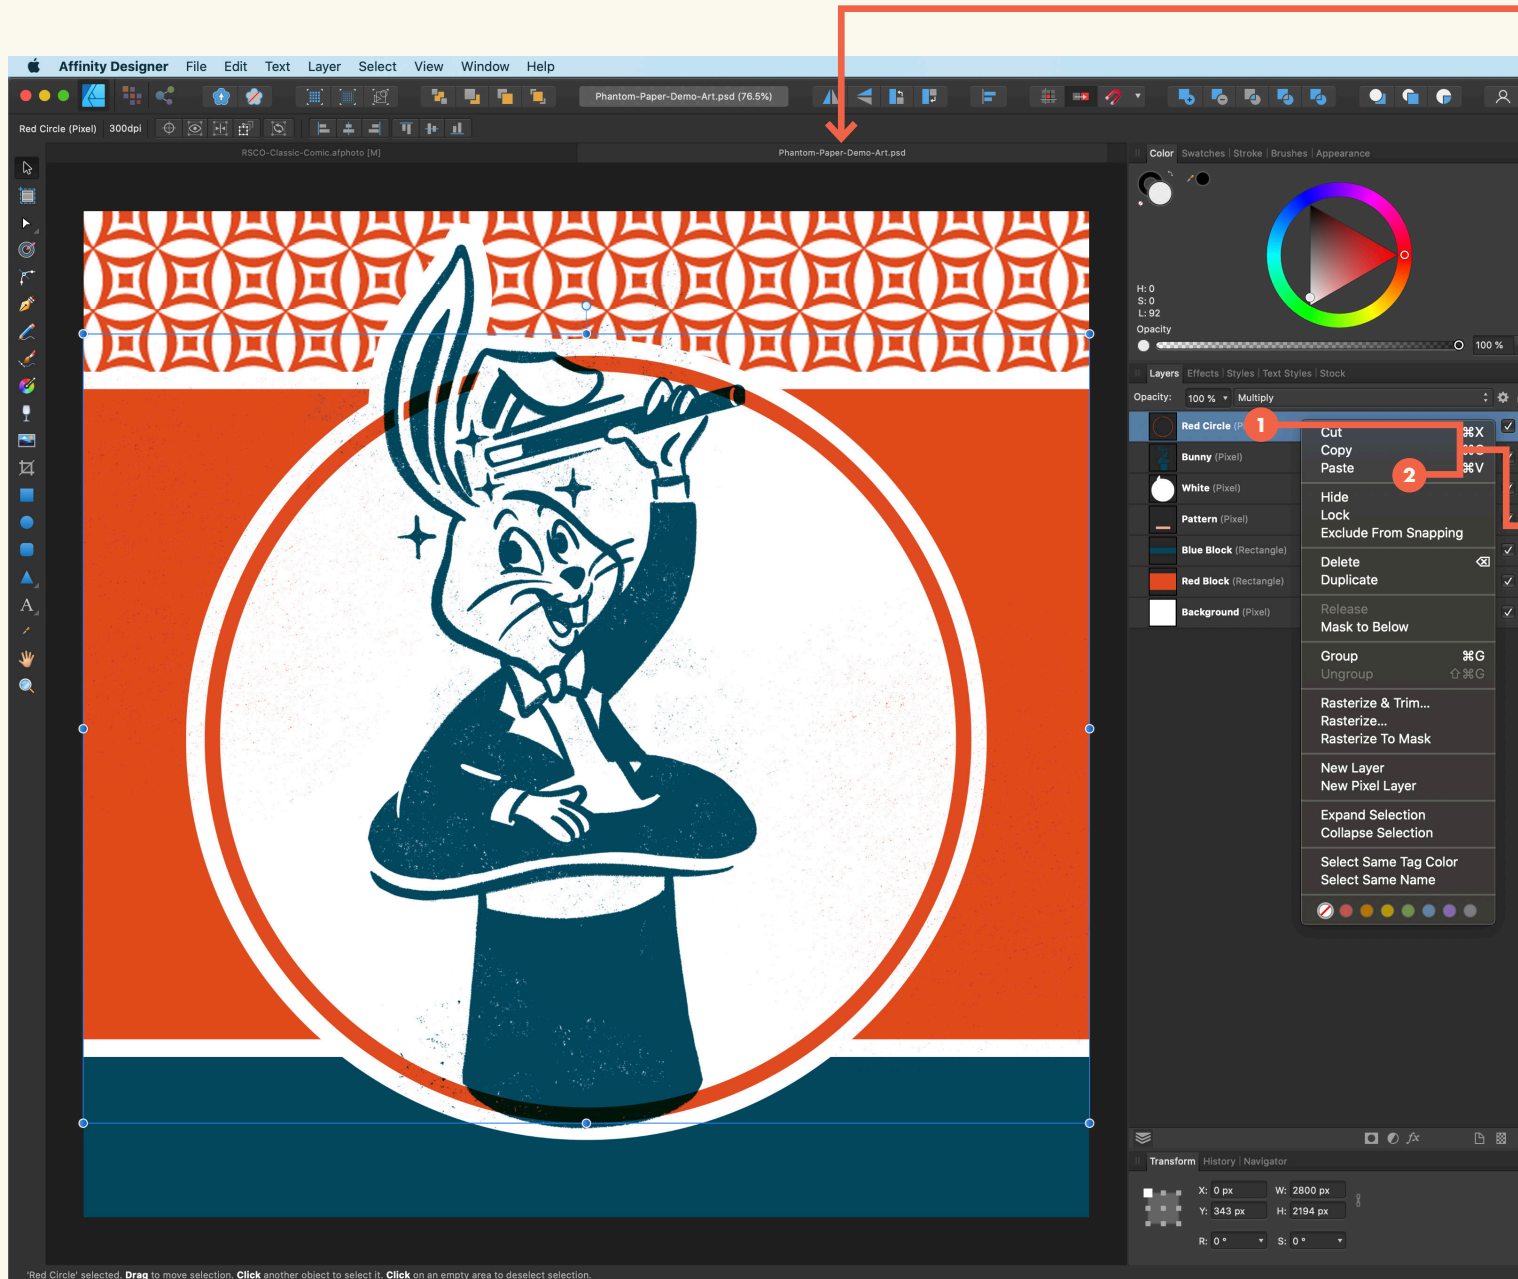 Affinity Designer File Edit Text Layer Select View Window Help
Phantom-Paper-Demo-Art.psd (76.5%)
Red Circle (Pixel) 300dpi
RSCO-Classic-Comic.afphoto [M]
Phantom-Paper-Demo-Art.psd
Color Swatches | Stroke | Brushes | Appearance
H: 0
S: 0
L: 92
Opacity
100 %
Layers Effects | Styles | Text Styles | Stock
Opacity: 100 % Multiply
Red Circle (P
1
Bunny (Pixel)
White (Pixel)
Pattern (Pixel)
Blue Block (Rectangle)
Red Block (Rectangle)
Background (Pixel)
Cut ⌘X
Copy
Paste ⌘V
2
Hide
Lock
Exclude From Snapping
Delete ⌫
Duplicate
Release
Mask to Below
Group ⌘G
Ungroup ⇧⌘G
Rasterize & Trim...
Rasterize...
Rasterize To Mask
New Layer
New Pixel Layer
Expand Selection
Collapse Selection
Select Same Tag Color
Select Same Name
fx
Transform History | Navigator
X: 0 px W: 2800 px
Y: 343 px H: 2194 px
R: 0 ° S: 0 °
'Red Circle' selected. Drag to move selection. Click another object to select it. Click on an empty area to deselect selection.